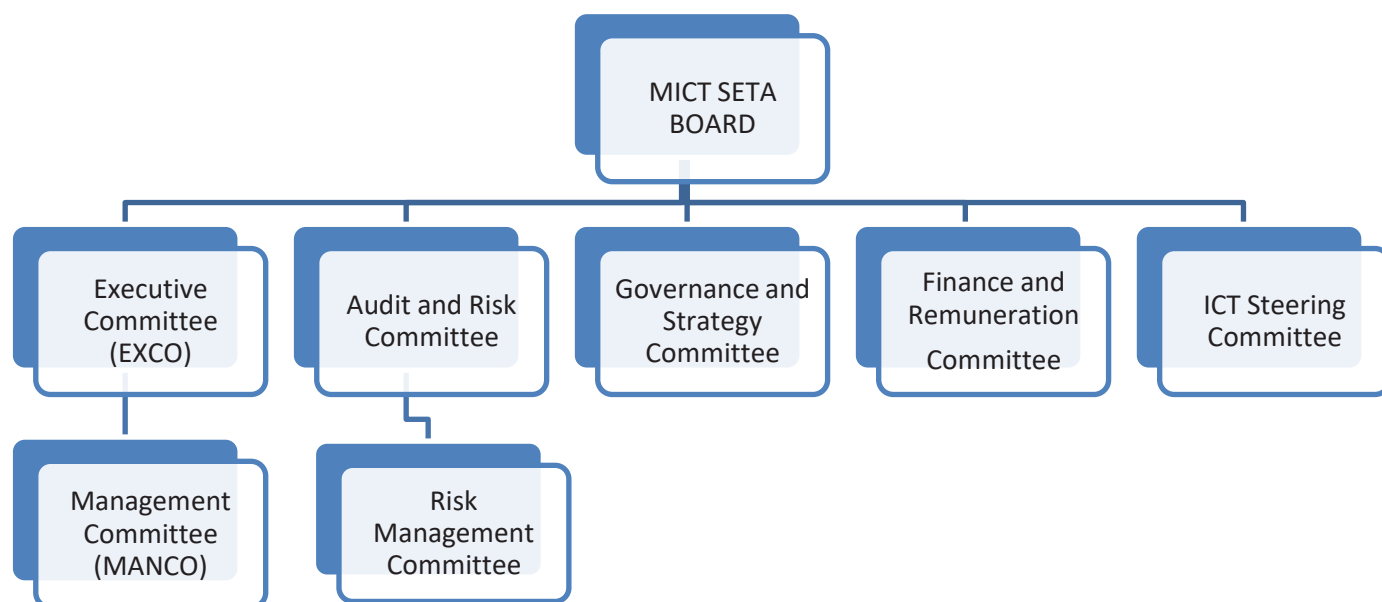 MICT SETA
BOARD
Executive
Committee
(EXCO)
Audit and Risk
Committee
Governance and
Strategy
Committee
Finance and
Remuneration
Committee
ICT Steering
Committee
Management
Committee
(MANCO)
Risk
Management
Committee